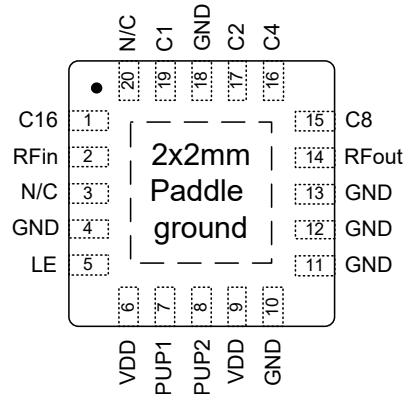 N/C C1 GND C2 C4
20 19 18 17 16
C16 1 15 C8
RFin 2 14 RFout
N/C 3 13 GND
GND 4 12 GND
LE 5 11 GND
2x2mm
Paddle
ground
6 7 8 9 10
VDD PUP1 PUP2 VDD GND